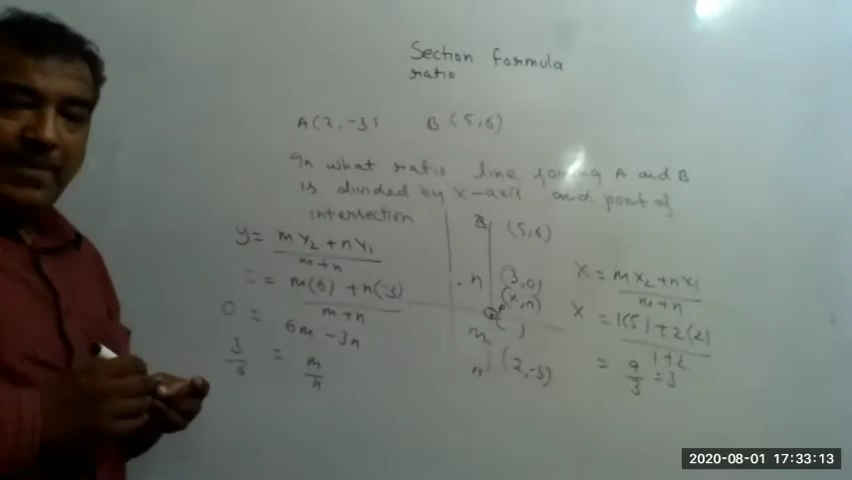 Section formula
ratio
A(2,-3) B(5,6)
In what ratio line joining A and B
is divided by x-axis and point of
intersection
y= my₂+ny₁
m+n
= m(6)+n(-3)
m+n
0 = 6m-3n
3/6 = m/n
B (5,6)
n (3,0)
(x,0)
P
( )
m
(2,-3)
x = mx₂+nx₁
m+n
x = 1(5)+2(2)
1+2
= 9/3 = 3
2020-08-01 17:33:13